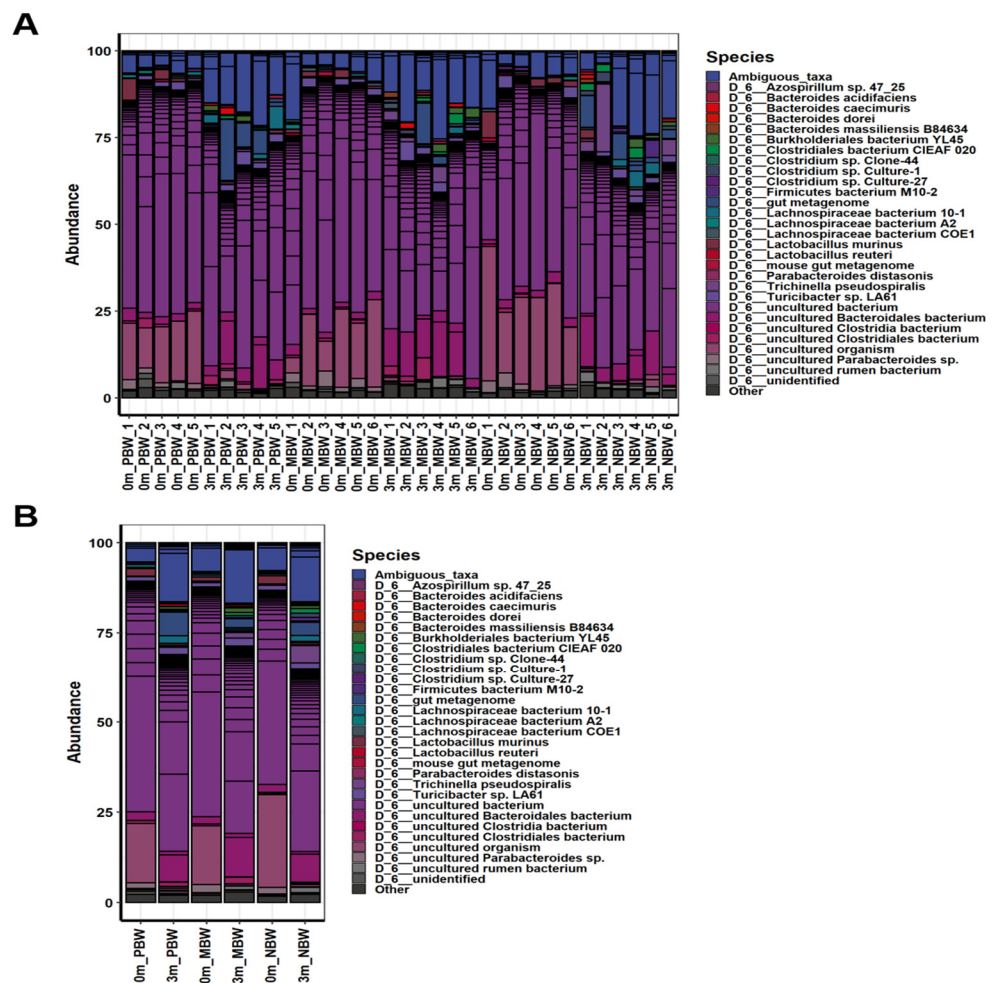 A
Abundance
100
75
50
25
0
0m_PBW_1
0m_PBW_2
0m_PBW_3
0m_PBW_4
0m_PBW_5
3m_PBW_1
3m_PBW_2
3m_PBW_3
3m_PBW_4
3m_PBW_5
0m_MBW_1
0m_MBW_2
0m_MBW_3
0m_MBW_4
0m_MBW_5
0m_MBW_6
3m_MBW_1
3m_MBW_2
3m_MBW_3
3m_MBW_4
3m_MBW_5
3m_MBW_6
0m_NBW_1
0m_NBW_2
0m_NBW_3
0m_NBW_4
0m_NBW_5
0m_NBW_6
3m_NBW_1
3m_NBW_2
3m_NBW_3
3m_NBW_4
3m_NBW_5
3m_NBW_6
Species
Ambiguous_taxa
D_6__Azospirillum sp. 47_25
D_6__Bacteroides acidifaciens
D_6__Bacteroides caecimuris
D_6__Bacteroides dorei
D_6__Bacteroides massiliensis B84634
D_6__Burkholderiales bacterium YL45
D_6__Clostridiales bacterium CIEAF 020
D_6__Clostridium sp. Clone-44
D_6__Clostridium sp. Culture-1
D_6__Clostridium sp. Culture-27
D_6__Firmicutes bacterium M10-2
D_6__gut metagenome
D_6__Lachnospiraceae bacterium 10-1
D_6__Lachnospiraceae bacterium A2
D_6__Lachnospiraceae bacterium COE1
D_6__Lactobacillus murinus
D_6__Lactobacillus reuteri
D_6__mouse gut metagenome
D_6__Parabacteroides distasonis
D_6__Trichinella pseudospiralis
D_6__Turicibacter sp. LA61
D_6__uncultured bacterium
D_6__uncultured Bacteroidales bacterium
D_6__uncultured Clostridia bacterium
D_6__uncultured Clostridiales bacterium
D_6__uncultured organism
D_6__uncultured Parabacteroides sp.
D_6__uncultured rumen bacterium
D_6__unidentified
Other
B
Abundance
100
75
50
25
0
0m_PBW
3m_PBW
0m_MBW
3m_MBW
0m_NBW
3m_NBW
Species
Ambiguous_taxa
D_6__Azospirillum sp. 47_25
D_6__Bacteroides acidifaciens
D_6__Bacteroides caecimuris
D_6__Bacteroides dorei
D_6__Bacteroides massiliensis B84634
D_6__Burkholderiales bacterium YL45
D_6__Clostridiales bacterium CIEAF 020
D_6__Clostridium sp. Clone-44
D_6__Clostridium sp. Culture-1
D_6__Clostridium sp. Culture-27
D_6__Firmicutes bacterium M10-2
D_6__gut metagenome
D_6__Lachnospiraceae bacterium 10-1
D_6__Lachnospiraceae bacterium A2
D_6__Lachnospiraceae bacterium COE1
D_6__Lactobacillus murinus
D_6__Lactobacillus reuteri
D_6__mouse gut metagenome
D_6__Parabacteroides distasonis
D_6__Trichinella pseudospiralis
D_6__Turicibacter sp. LA61
D_6__uncultured bacterium
D_6__uncultured Bacteroidales bacterium
D_6__uncultured Clostridia bacterium
D_6__uncultured Clostridiales bacterium
D_6__uncultured organism
D_6__uncultured Parabacteroides sp.
D_6__uncultured rumen bacterium
D_6__unidentified
Other